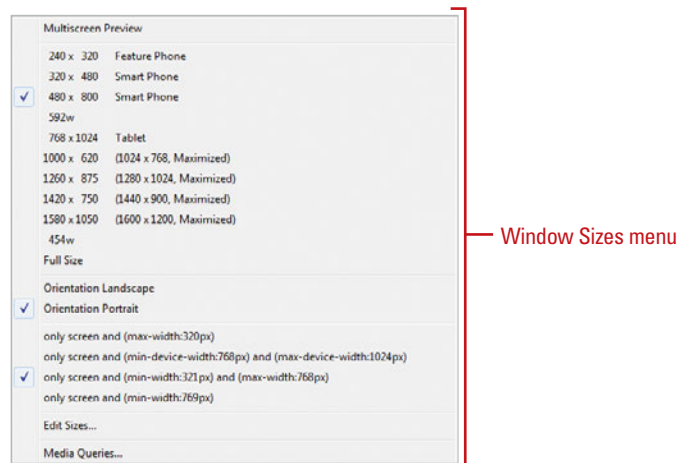 Multiscreen Preview
240 x 320 Feature Phone
320 x 480 Smart Phone
480 x 800 Smart Phone
592w
768 x 1024 Tablet
1000 x 620 (1024 x 768, Maximized)
1260 x 875 (1280 x 1024, Maximized)
1420 x 750 (1440 x 900, Maximized)
1580 x 1050 (1600 x 1200, Maximized)
454w
Full Size
Orientation Landscape
Orientation Portrait
only screen and (max-width:320px)
only screen and (min-device-width:768px) and (max-device-width:1024px)
only screen and (min-width:321px) and (max-width:768px)
only screen and (min-width:769px)
Edit Sizes...
Media Queries...
Window Sizes menu